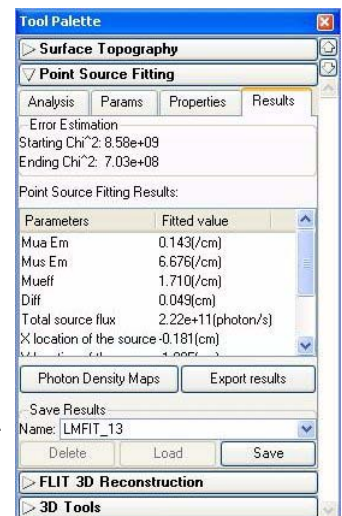 Tool Palette
Surface Topography
Point Source Fitting
Analysis Params Properties Results
Error Estimation
Starting Chi^2: 8.58e+09
Ending Chi^2: 7.03e+08
Point Source Fitting Results:
Parameters Fitted value
Mua Em 0.143(/cm)
Mus Em 6.676(/cm)
Mueff 1.710(/cm)
Diff 0.049(cm)
Total source flux 2.22e+11(photon/s)
X location of the source -0.181(cm)
Photon Density Maps Export results
Save Results
Name: LMFIT_13
Delete Load Save
FLIT 3D Reconstruction
3D Tools